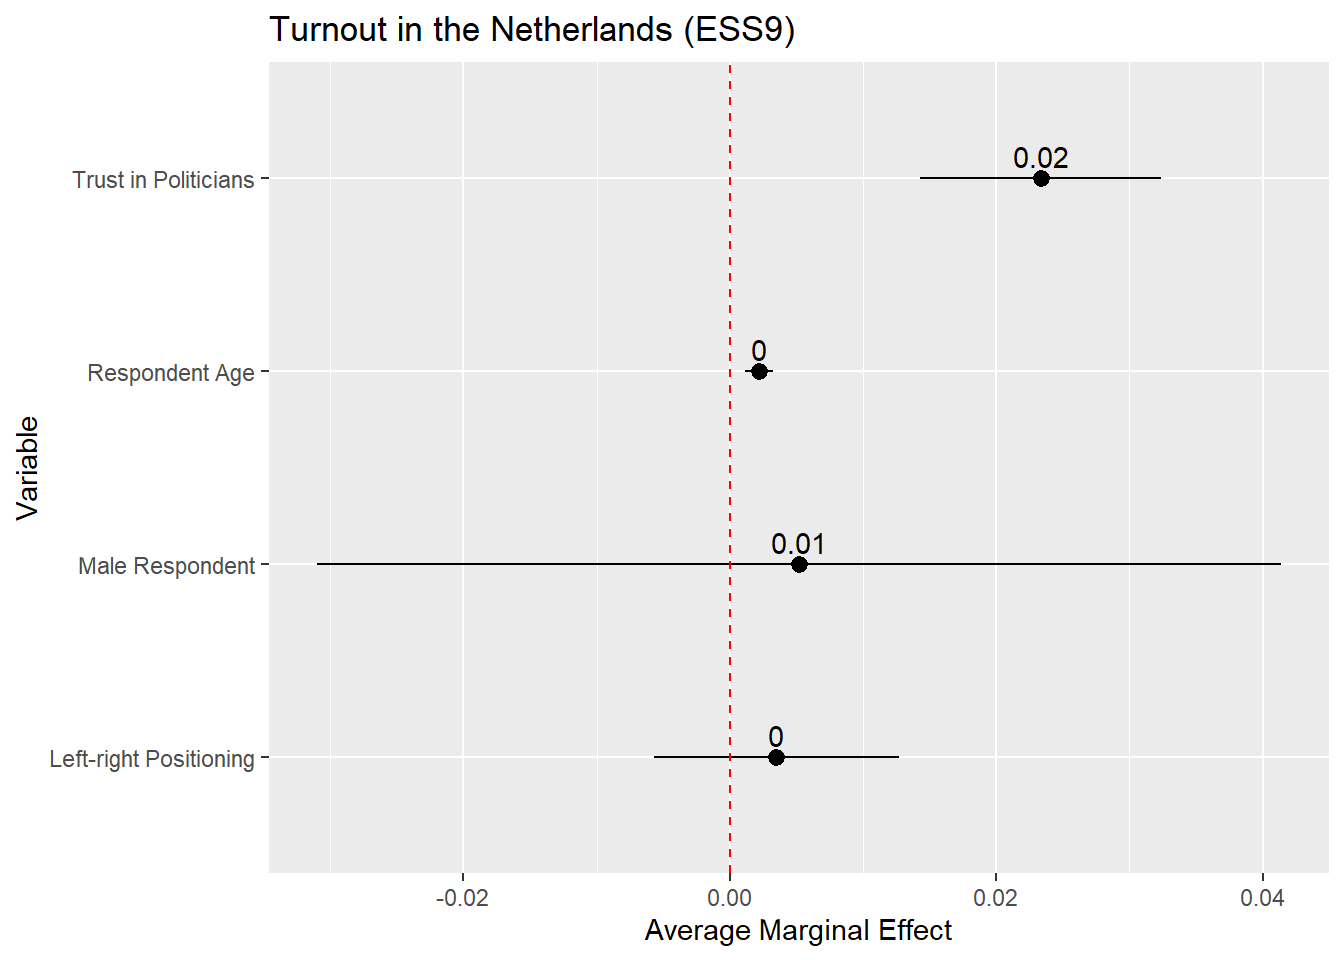 Turnout in the Netherlands (ESS9)
0.02
Trust in Politicians
0
Respondent Age
Variable
0.01
Male Respondent
0
Left-right Positioning
-0.02
0.00
0.02
0.04
Average Marginal Effect